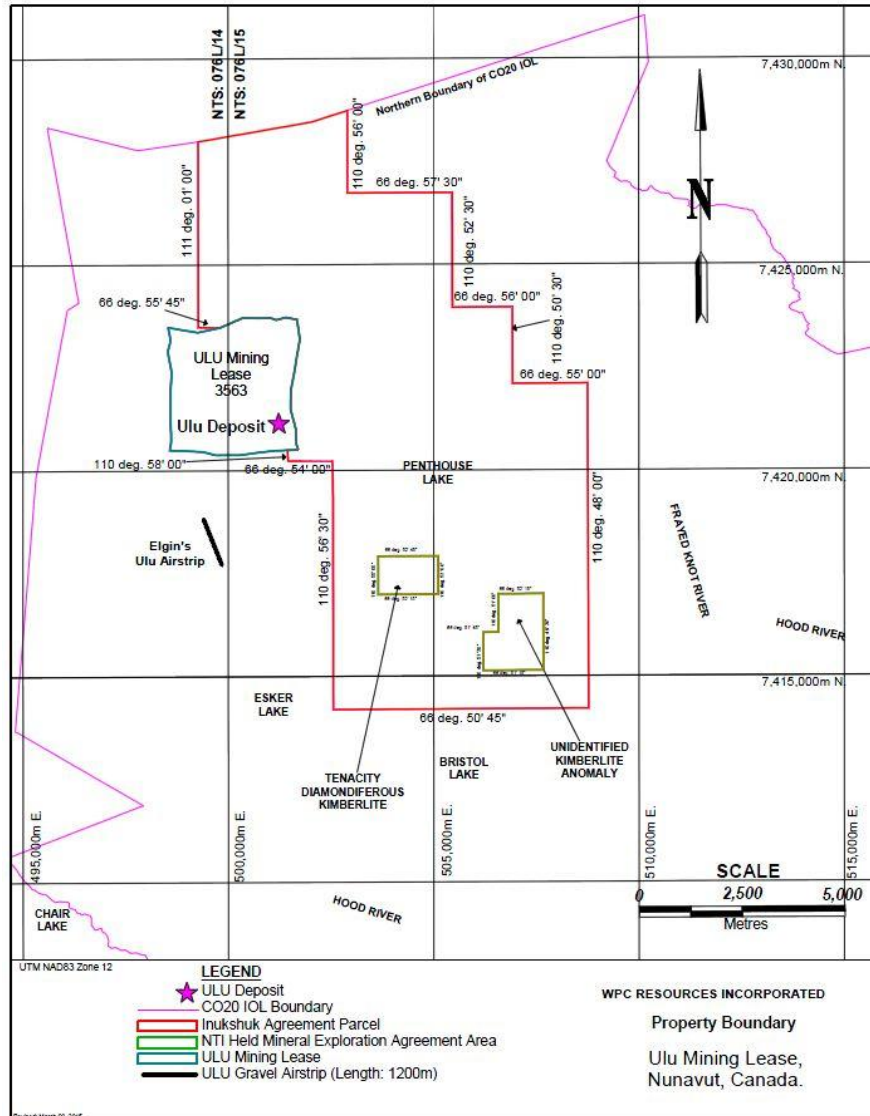 NTS: 076L/14
NTS: 076L/15
Northern Boundary of CO20 IOL
7,430,000m N.
110 deg. 56' 00"
66 deg. 57' 30"
111 deg. 01' 00"
110 deg. 52' 30"
N
7,425,000m N.
66 deg. 55' 45"
66 deg. 56' 00"
110 deg. 50' 30"
ULU Mining
Lease
3563
66 deg. 55' 00"
Ulu Deposit
110 deg. 58' 00"
66 deg. 54' 00"
PENTHOUSE
LAKE
7,420,000m N.
110 deg. 48' 00"
FRAYED KNOT RIVER
Elgin's
Ulu Airstrip
110 deg. 56' 30"
HOOD RIVER
7,415,000m N.
ESKER
LAKE
66 deg. 50' 45"
BRISTOL
LAKE
UNIDENTIFIED
KIMBERLITE
ANOMALY
TENACITY
DIAMONDIFEROUS
KIMBERLITE
495,000m E.
500,000m E.
505,000m E.
510,000m E.
515,000m E.
SCALE
0 2,500 5,000
Metres
CHAIR
LAKE
HOOD RIVER
UTM NAD83 Zone 12
LEGEND
ULU Deposit
CO20 IOL Boundary
Inukshuk Agreement Parcel
NTI Held Mineral Exploration Agreement Area
ULU Mining Lease
ULU Gravel Airstrip (Length: 1200m)
WPC RESOURCES INCORPORATED
Property Boundary
Ulu Mining Lease,
Nunavut, Canada.